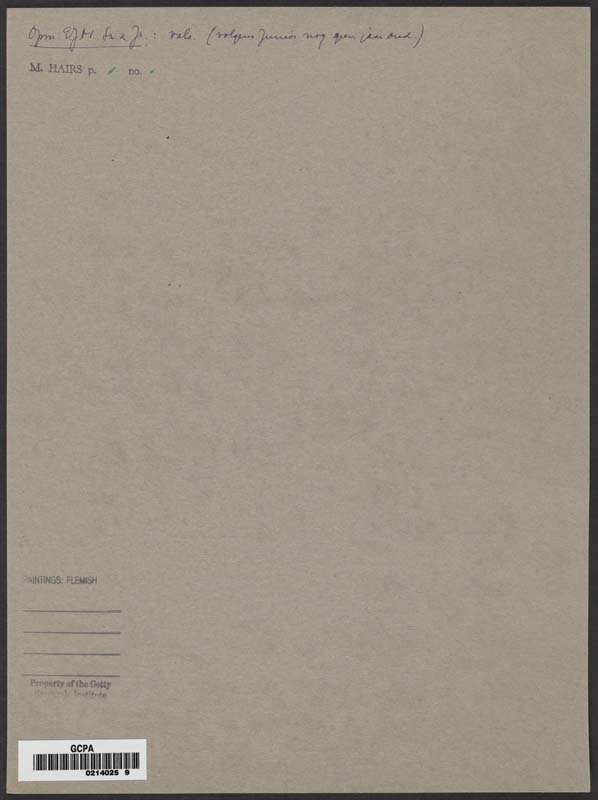 Opm. EJM Sr. & Jr.: vals. (volgens Junior nog geen jaar oud.)
M. HAIRS p. no.
PAINTINGS: FLEMISH
Property of the Getty
Research Institute
GCPA
0214025 9